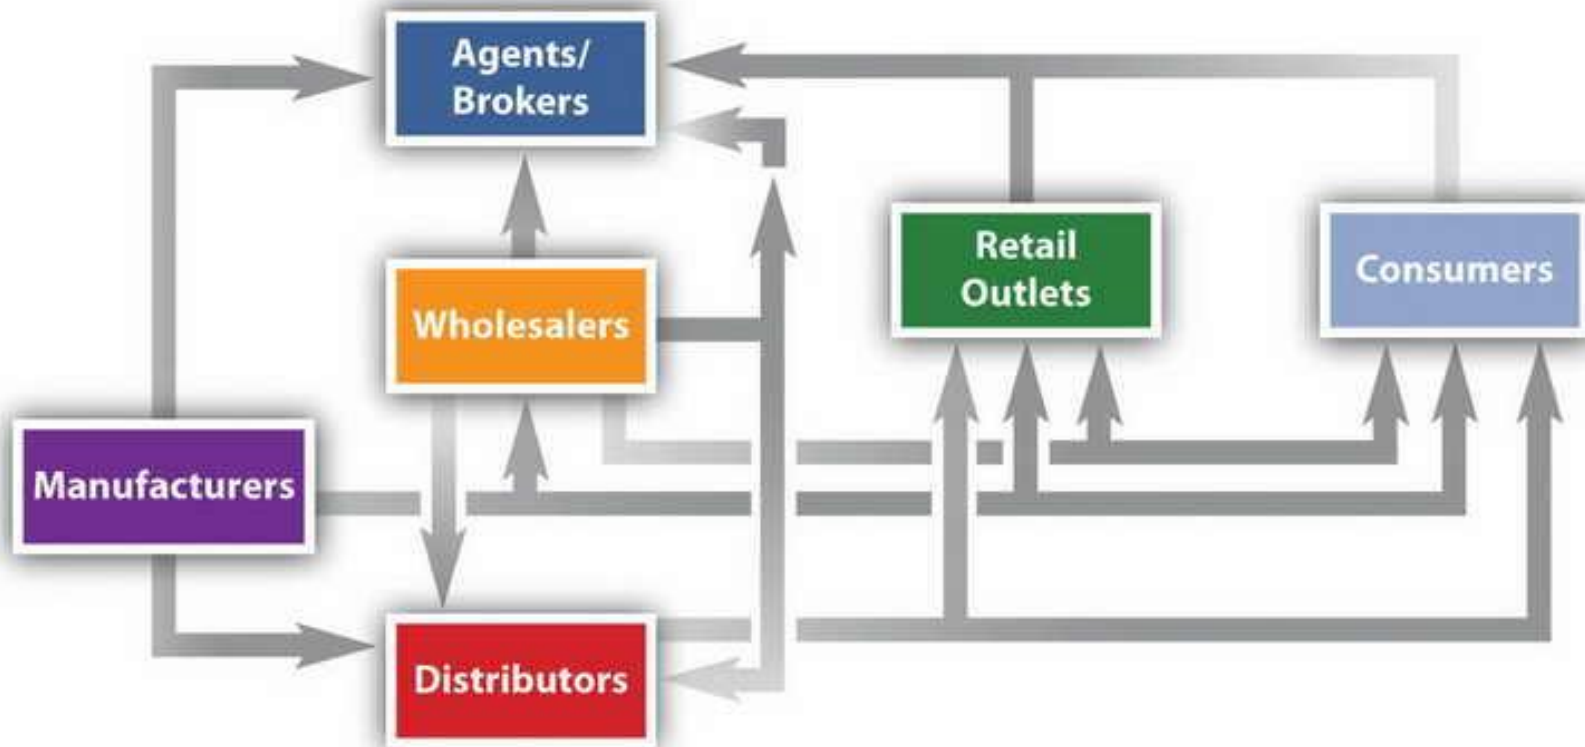 Agents/
Brokers
Retail
Outlets
Consumers
Wholesalers
Manufacturers
Distributors